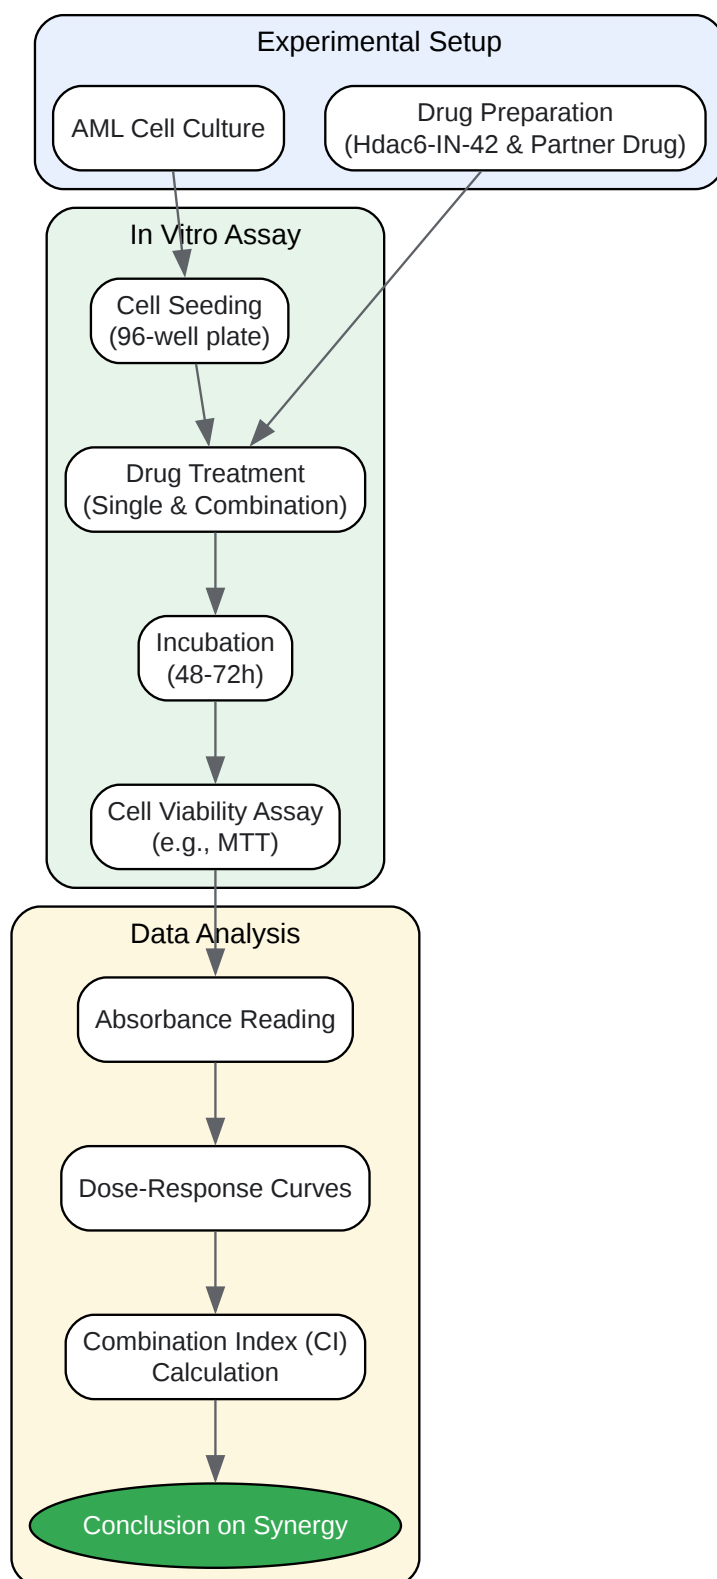 Experimental Setup
AML Cell Culture
Drug Preparation
(Hdac6-IN-42 & Partner Drug)
In Vitro Assay
Cell Seeding
(96-well plate)
Drug Treatment
(Single & Combination)
Incubation
(48-72h)
Cell Viability Assay
(e.g., MTT)
Data Analysis
Absorbance Reading
Dose-Response Curves
Combination Index (CI)
Calculation
Conclusion on Synergy